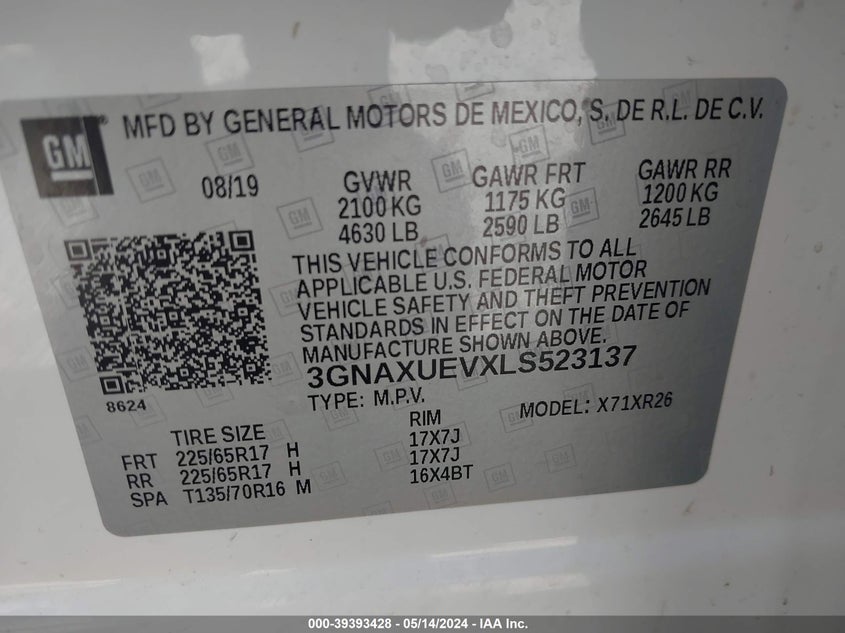 GM
MFD BY GENERAL MOTORS DE MEXICO, S. DE R.L. DE C.V.
08/19
GVWR GAWR FRT GAWR RR
2100 KG 1175 KG 1200 KG
4630 LB 2590 LB 2645 LB
THIS VEHICLE CONFORMS TO ALL
APPLICABLE U.S. FEDERAL MOTOR
VEHICLE SAFETY AND THEFT PREVENTION
STANDARDS IN EFFECT ON THE DATE OF
MANUFACTURE SHOWN ABOVE.
3GNAXUEVXLS523137
8624
TYPE: M.P.V. MODEL: X71XR26
TIRE SIZE RIM
FRT 225/65R17 H 17X7J
RR 225/65R17 H 17X7J
SPA T135/70R16 M 16X4BT
000-39393428 - 05/14/2024 - IAA Inc.